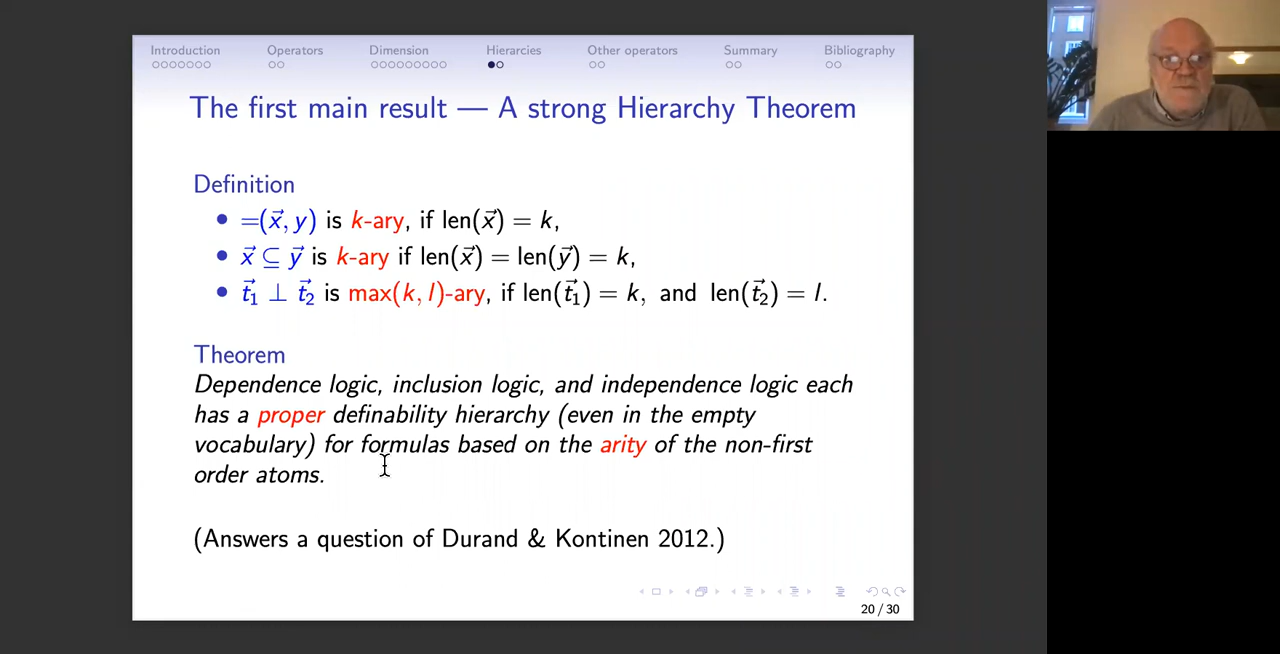 Introduction Operators Dimension Hierarcies Other operators Summary Bibliography
The first main result — A strong Hierarchy Theorem
Definition
• =(x⃗, y) is k-ary, if len(x⃗) = k,
• x⃗ ⊆ y⃗ is k-ary if len(x⃗) = len(y⃗) = k,
• t⃗₁ ⊥ t⃗₂ is max(k, l)-ary, if len(t⃗₁) = k, and len(t⃗₂) = l.
Theorem
Dependence logic, inclusion logic, and independence logic each
has a proper definability hierarchy (even in the empty
vocabulary) for formulas based on the arity of the non-first
order atoms.
(Answers a question of Durand & Kontinen 2012.)
20 / 30